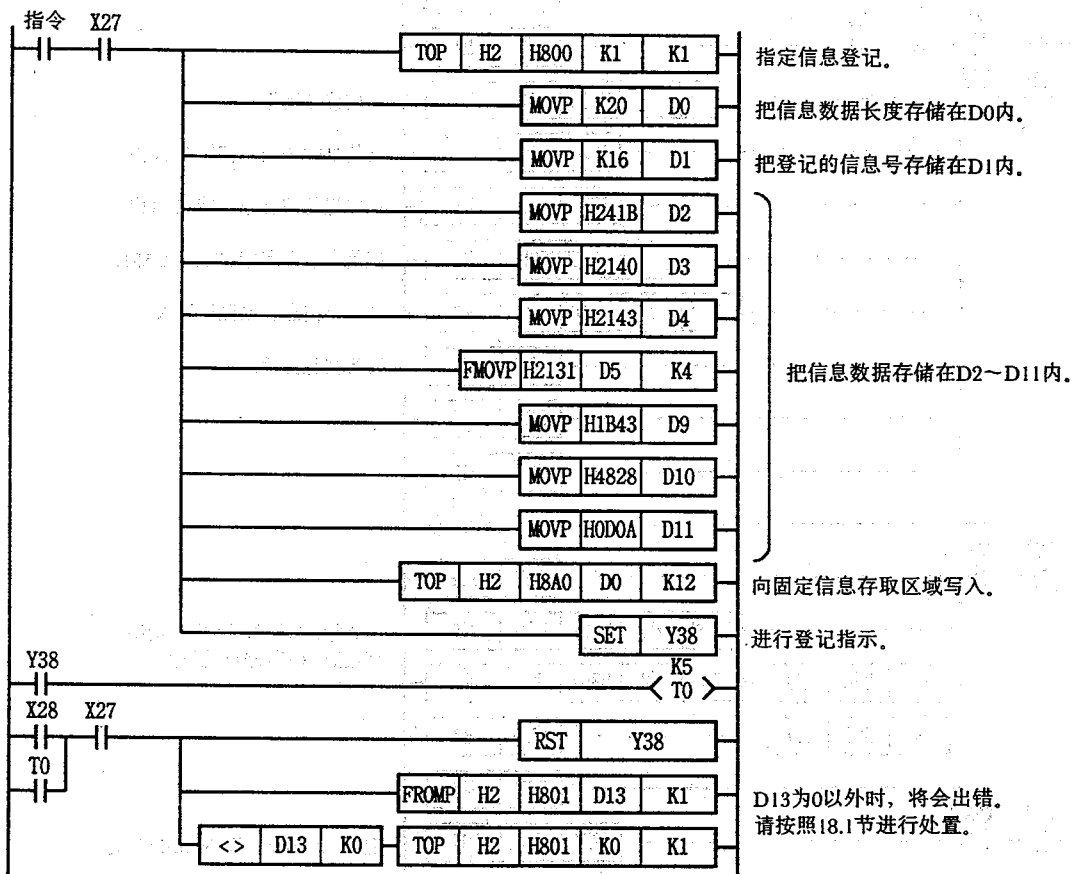 指令 X27
TOP H2 H800 K1 K1 指定信息登记。
MOVP K20 D0 把信息数据长度存储在D0内。
MOVP K16 D1 把登记的信息号存储在D1内。
MOVP H241B D2
MOVP H2140 D3
MOVP H2143 D4
FMOVP H2131 D5 K4 把信息数据存储在D2～D11内。
MOVP H1B43 D9
MOVP H4828 D10
MOVP H0D0A D11
TOP H2 H8A0 D0 K12 向固定信息存取区域写入。
SET Y38 进行登记指示。
Y38 K5
T0
X28 X27
RST Y38
T0
FROMP H2 H801 D13 K1 D13为0以外时，将会出错。
请按照18.1节进行处置。
<> D13 K0 TOP H2 H801 K0 K1